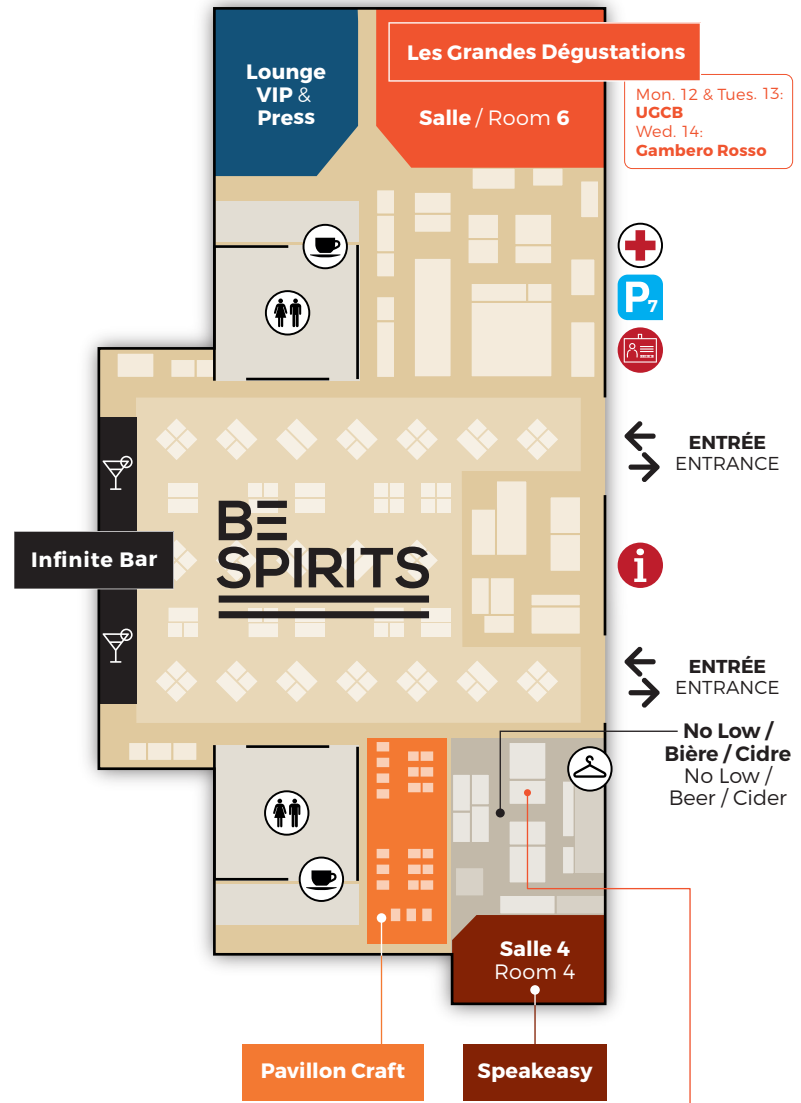 Les Grandes Dégustations
Lounge
VIP &
Press
Salle / Room 6
Mon. 12 & Tues. 13:
UGCB
Wed. 14:
Gambero Rosso
P7
ENTRÉE
ENTRANCE
BE
SPIRITS
Infinite Bar
i
ENTRÉE
ENTRANCE
No Low /
Bière / Cidre
No Low /
Beer / Cider
Salle 4
Room 4
Pavillon Craft
Speakeasy